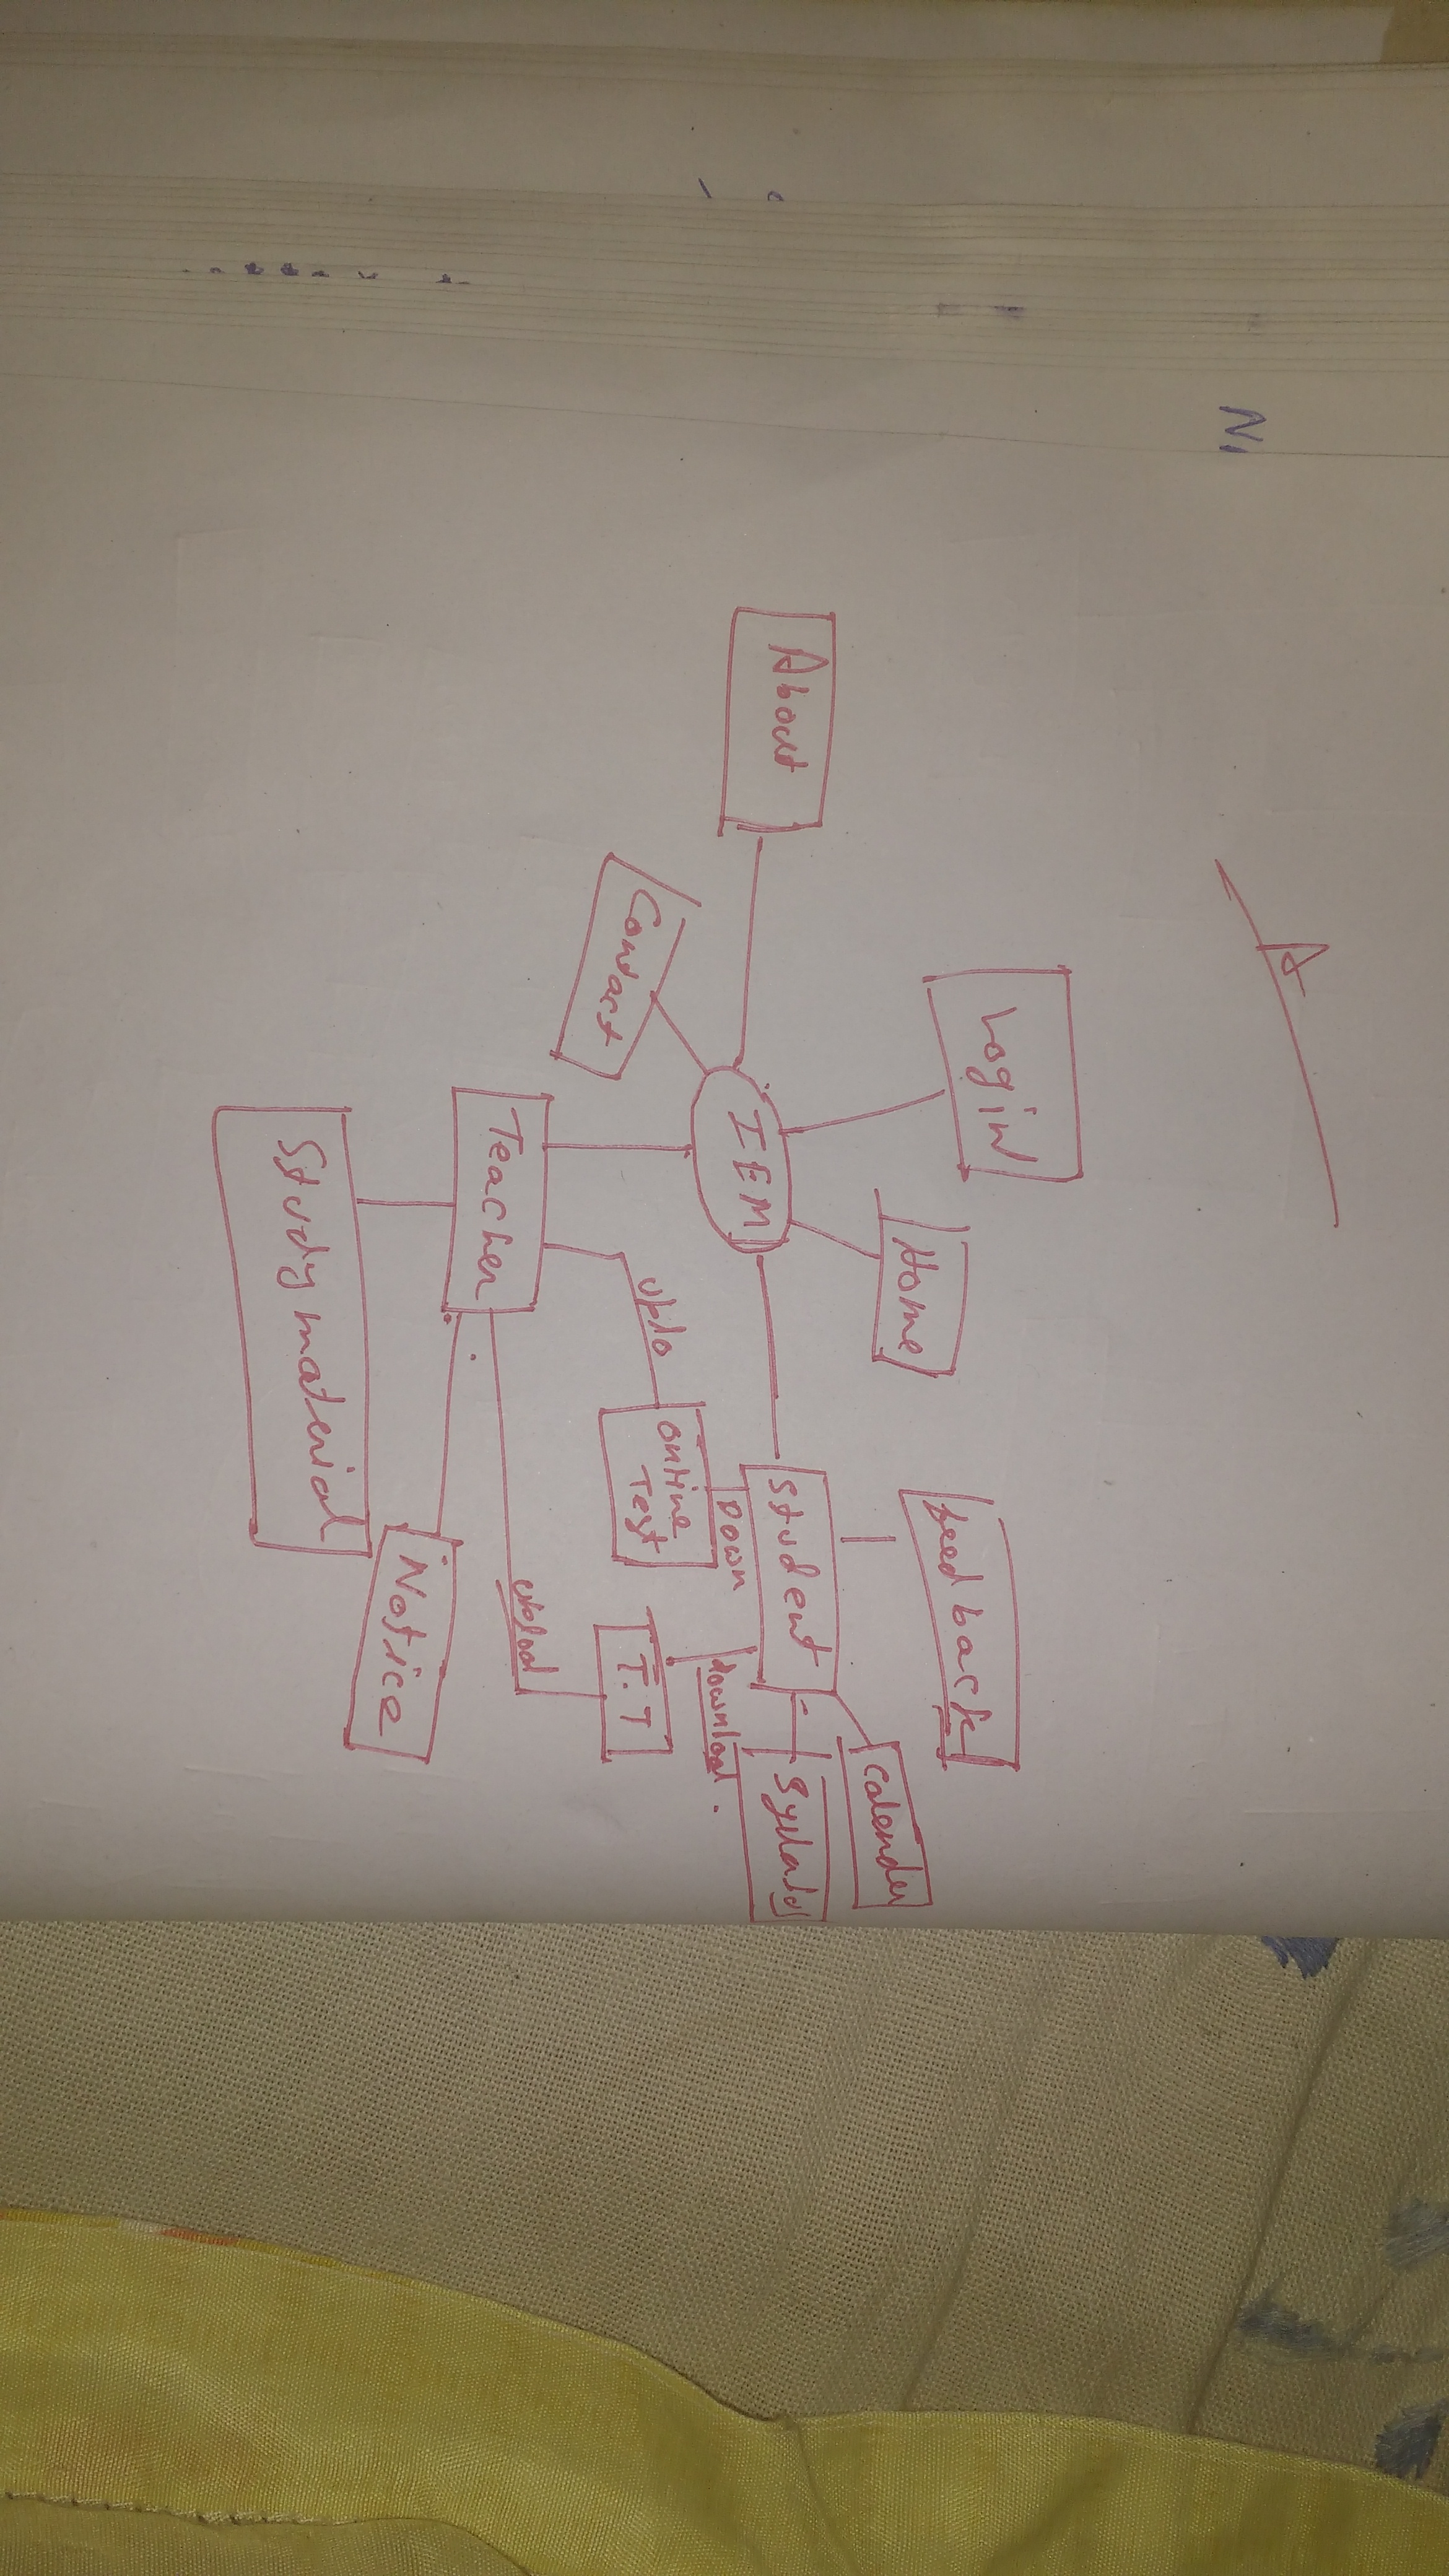 N
A
Login
Home
About
IEM
Contact
Teacher
Study material
Notice
uplo
online
Test
Down
Student
feed back
Calender
Syllabus
download
T.T
upload